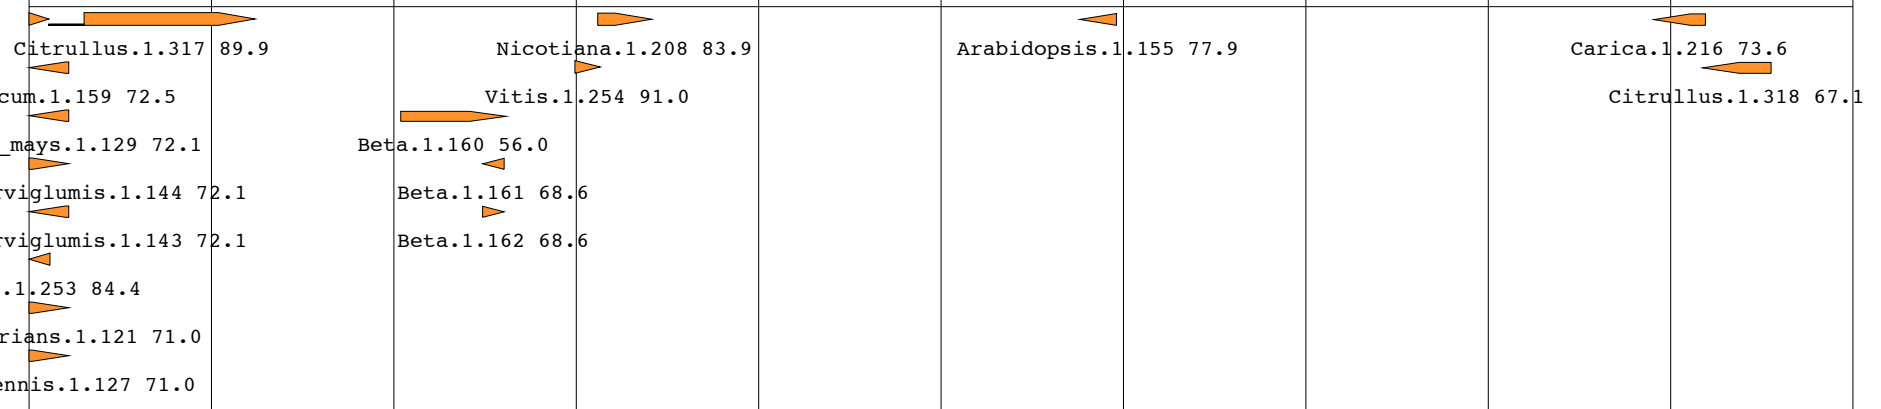 Citrullus.1.317 89.9 Nicotiana.1.208 83.9 Arabidopsis.1.155 77.9 Carica.1.216 73.6
cum.1.159 72.5 Vitis.1.254 91.0 Citrullus.1.318 67.1
_mays.1.129 72.1 Beta.1.160 56.0
rviglumis.1.144 72.1 Beta.1.161 68.6
rviglumis.1.143 72.1 Beta.1.162 68.6
.1.253 84.4
rians.1.121 71.0
ennis.1.127 71.0